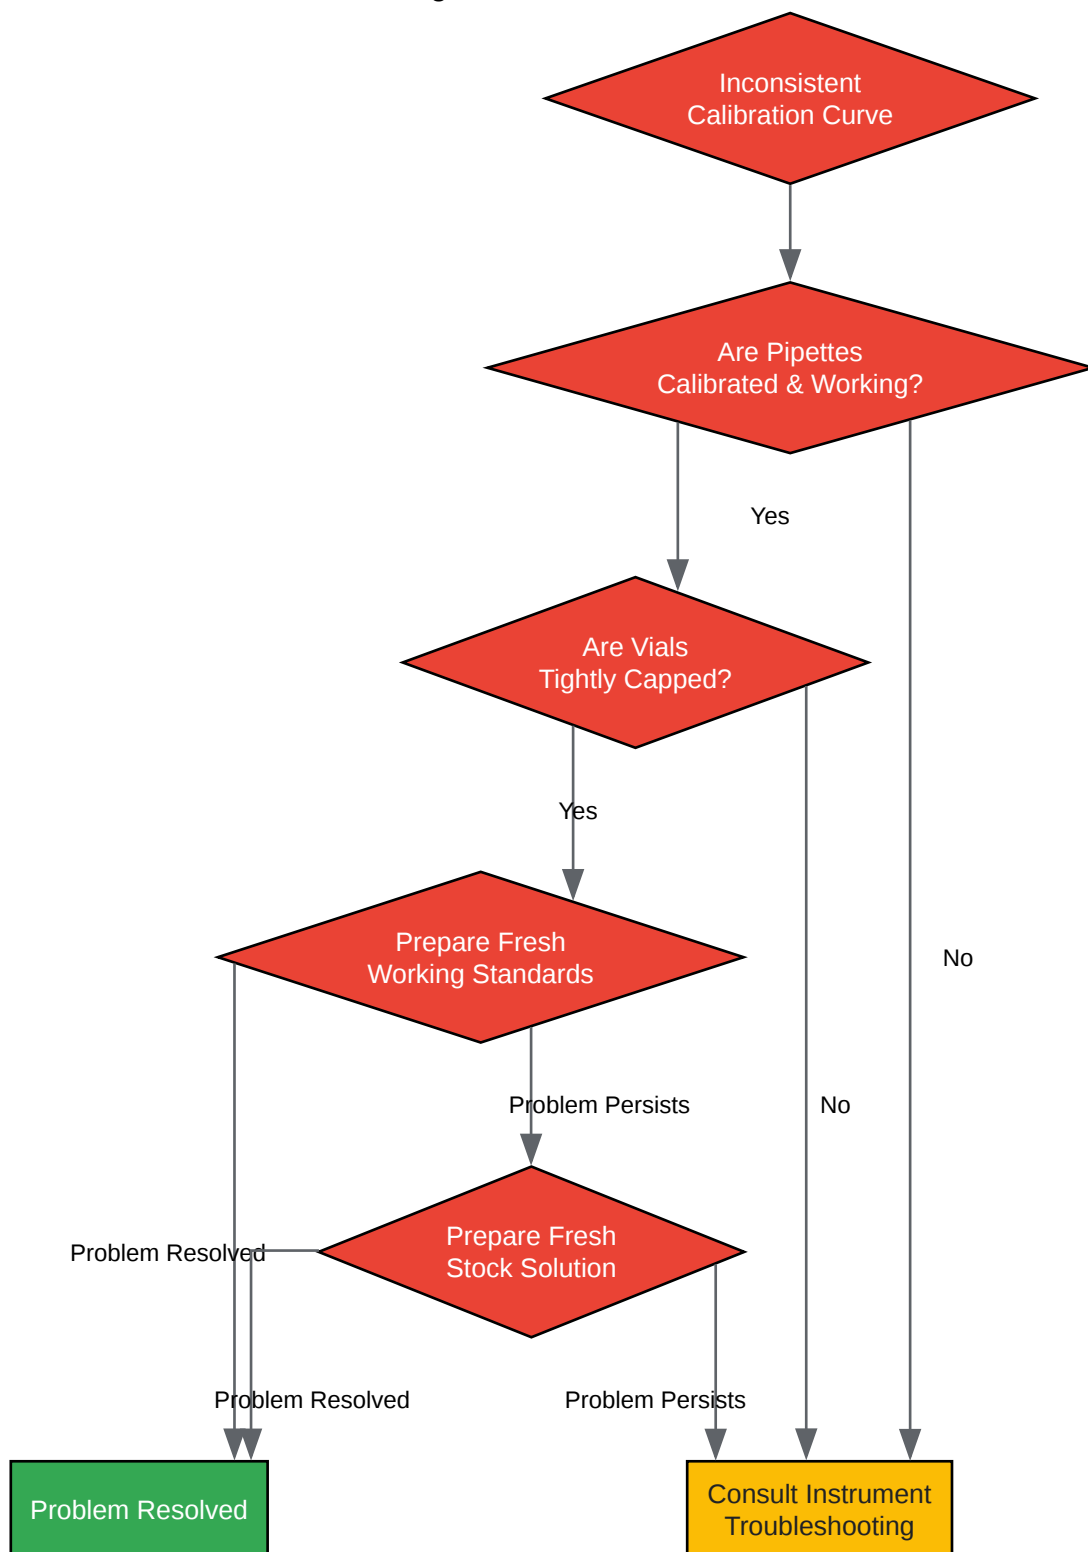 Inconsistent
Calibration Curve
Are Pipettes
Calibrated & Working?
Yes
Are Vials
Tightly Capped?
Yes
Prepare Fresh
Working Standards
No
Problem Persists
No
Prepare Fresh
Stock Solution
Problem Resolved
Problem Resolved
Problem Persists
Problem Resolved
Consult Instrument
Troubleshooting